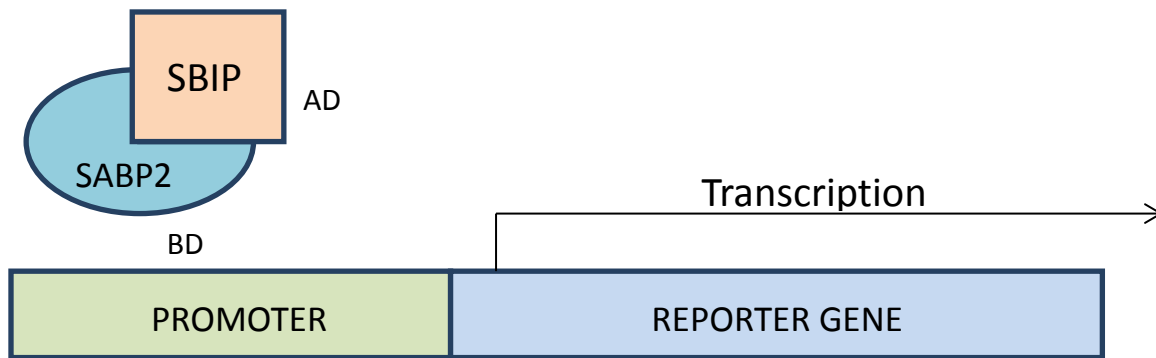 SBIP
AD
SABP2
Transcription
BD
PROMOTER
REPORTER GENE